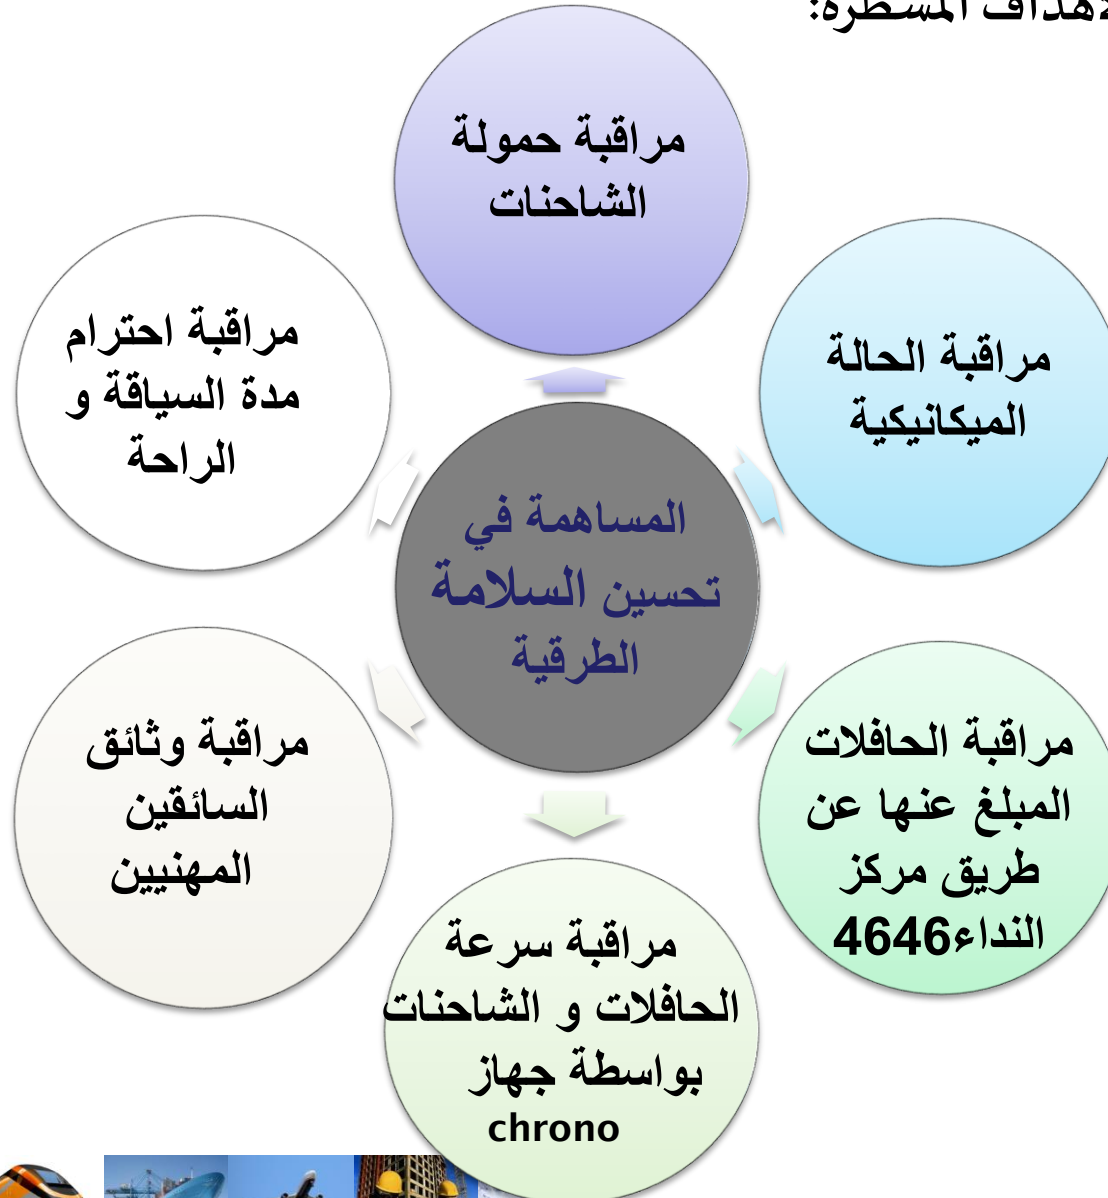 المسطرة:
مراقبة حمولة
الشاحنات
مراقبة الحالة
الميكانيكية
مراقبة احترام
مدة السياقة و
الراحة
المساهمة في
تحسين السلامة
الطرقية
مراقبة الحافلات
المبلغ عنها عن
طريق مركز
النداء4646
مراقبة وثائق
السائقين
المهنيين
مراقبة سرعة
الحافلات و الشاحنات
بواسطة جهاز
chrono